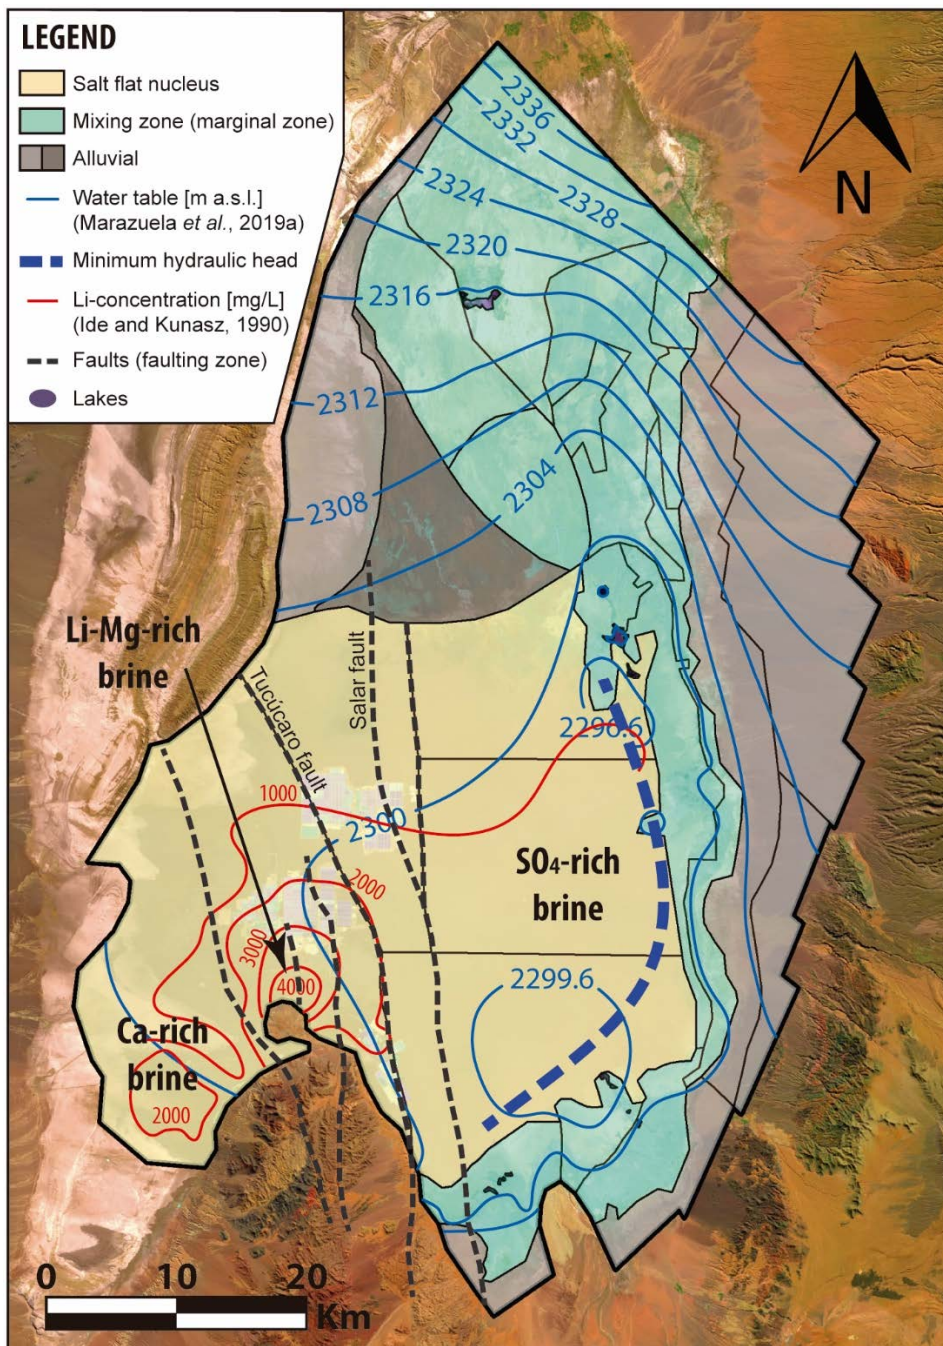 LEGEND
Salt flat nucleus
Mixing zone (marginal zone)
Alluvial
Water table [m a.s.l.]
(Marazuela et al., 2019a)
Minimum hydraulic head
Li-concentration [mg/L]
(Ide and Kunasz, 1990)
Faults (faulting zone)
Lakes
N
2336
2332
2328
2324
2320
2316
2312
2308
2304
Li-Mg-rich
brine
Tucúcaro fault
Salar fault
2298.6
1000
2300
2000
SO4-rich
brine
3000
4000
2299.6
Ca-rich
brine
2000
0 10 20
Km